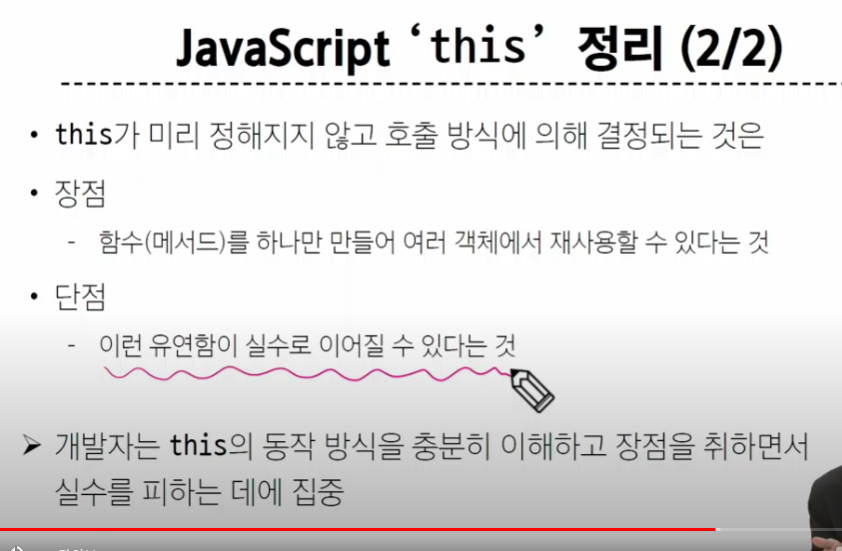 JavaScript ‘this’ 정리 (2/2)
• this가 미리 정해지지 않고 호출 방식에 의해 결정되는 것은
• 장점
- 함수(메서드)를 하나만 만들어 여러 객체에서 재사용할 수 있다는 것
• 단점
- 이런 유연함이 실수로 이어질 수 있다는 것
➢ 개발자는 this의 동작 방식을 충분히 이해하고 장점을 취하면서
실수를 피하는 데에 집중